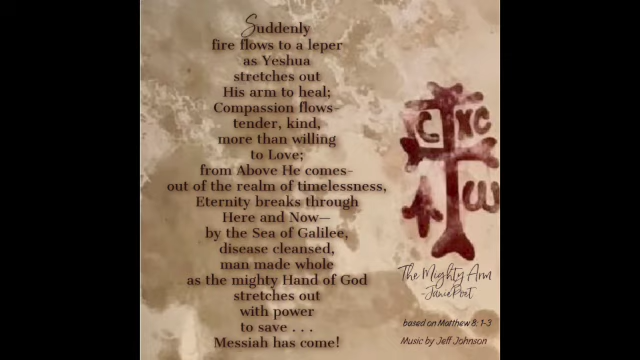 Suddenly
fire flows to a leper
as Yeshua
stretches out
His arm to heal;
Compassion flows-
tender, kind,
more than willing
to Love;
from Above He comes-
out of the realm of timelessness,
Eternity breaks through
Here and Now—
by the Sea of Galilee,
disease cleansed,
man made whole
as the mighty Hand of God
stretches out
with power
to save . . .
Messiah has come!
C XC
The Mighty Arm
-JaniePoet
based on Matthew 8: 1-3
Music by Jeff Johnson